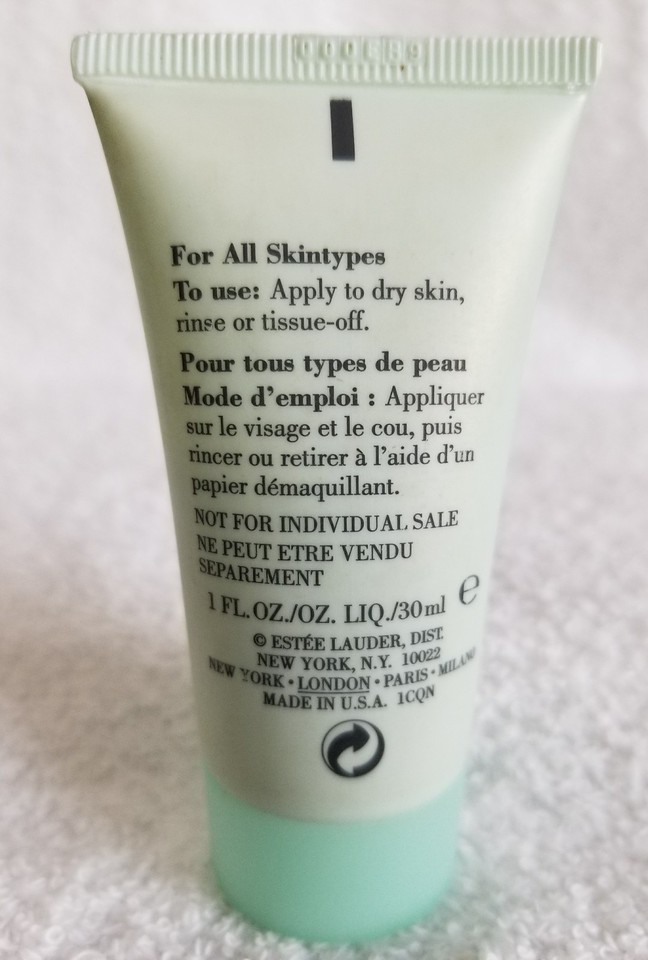 For All Skintypes
To use: Apply to dry skin,
rinse or tissue-off.
Pour tous types de peau
Mode d'emploi : Appliquer
sur le visage et le cou, puis
rincer ou retirer à l'aide d'un
papier démaquillant.
NOT FOR INDIVIDUAL SALE
NE PEUT ETRE VENDU
SEPAREMENT
1 FL.OZ./OZ. LIQ./30ml e
© ESTÉE LAUDER, DIST.
NEW YORK, N.Y. 10022
NEW YORK · LONDON · PARIS · MILANO
MADE IN U.S.A. 1CQN